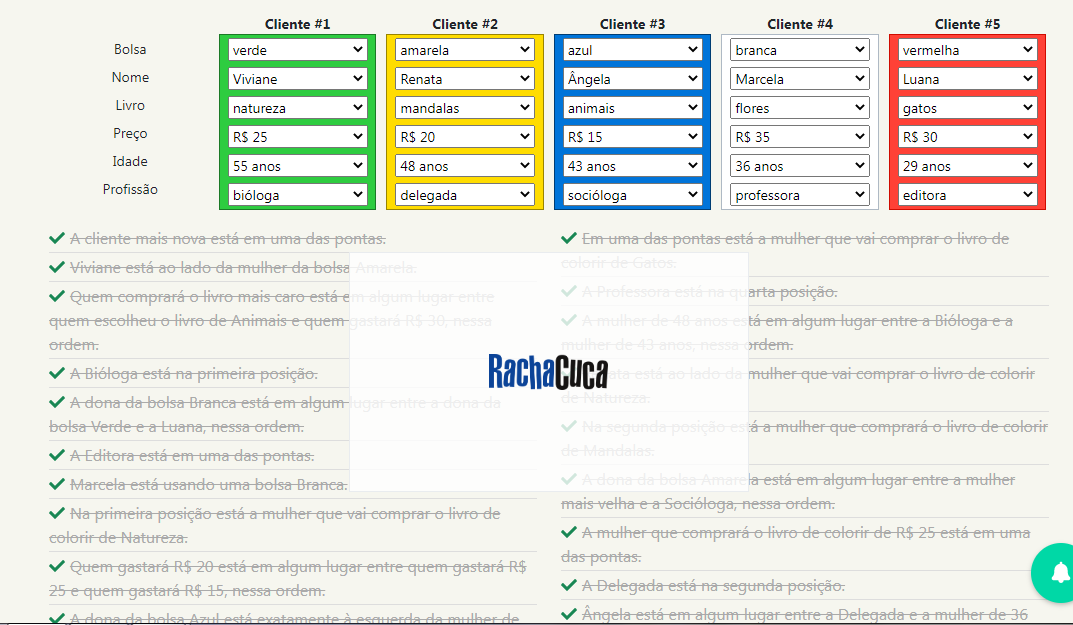 Cliente #1 Cliente #2 Cliente #3 Cliente #4 Cliente #5
Bolsa verde amarela azul branca vermelha
Nome Viviane Renata Ângela Marcela Luana
Livro natureza mandalas animais flores gatos
Preço R$ 25 R$ 20 R$ 15 R$ 35 R$ 30
Idade 55 anos 48 anos 43 anos 36 anos 29 anos
Profissão bióloga delegada socióloga professora editora
A cliente mais nova está em uma das pontas.
Viviane está ao lado da mulher da bolsa Amarela.
Quem comprará o livro mais caro está em algum lugar entre
quem escolheu o livro de Animais e quem gastará R$ 30, nessa
ordem.
A Bióloga está na primeira posição.
A dona da bolsa Branca está em algum lugar entre a dona da
bolsa Verde e a Luana, nessa ordem.
A Editora está em uma das pontas.
Marcela está usando uma bolsa Branca.
Na primeira posição está a mulher que vai comprar o livro de
colorir de Natureza.
Quem gastará R$ 20 está em algum lugar entre quem gastará R$
25 e quem gastará R$ 15, nessa ordem.
A dona da bolsa Azul está exatamente à esquerda da mulher de
Em uma das pontas está a mulher que vai comprar o livro de
colorir de Gatos.
A Professora está na quarta posição.
A mulher de 48 anos está em algum lugar entre a Bióloga e a
mulher de 43 anos, nessa ordem.
está ao lado da mulher que vai comprar o livro de colorir
de Natureza.
Na segunda posição está a mulher que comprará o livro de colorir
de Mandalas.
A dona da bolsa Amarela está em algum lugar entre a mulher
mais velha e a Socióloga, nessa ordem.
A mulher que comprará o livro de colorir de R$ 25 está em uma
das pontas.
A Delegada está na segunda posição.
Ângela está em algum lugar entre a Delegada e a mulher de 36
RachaCuca